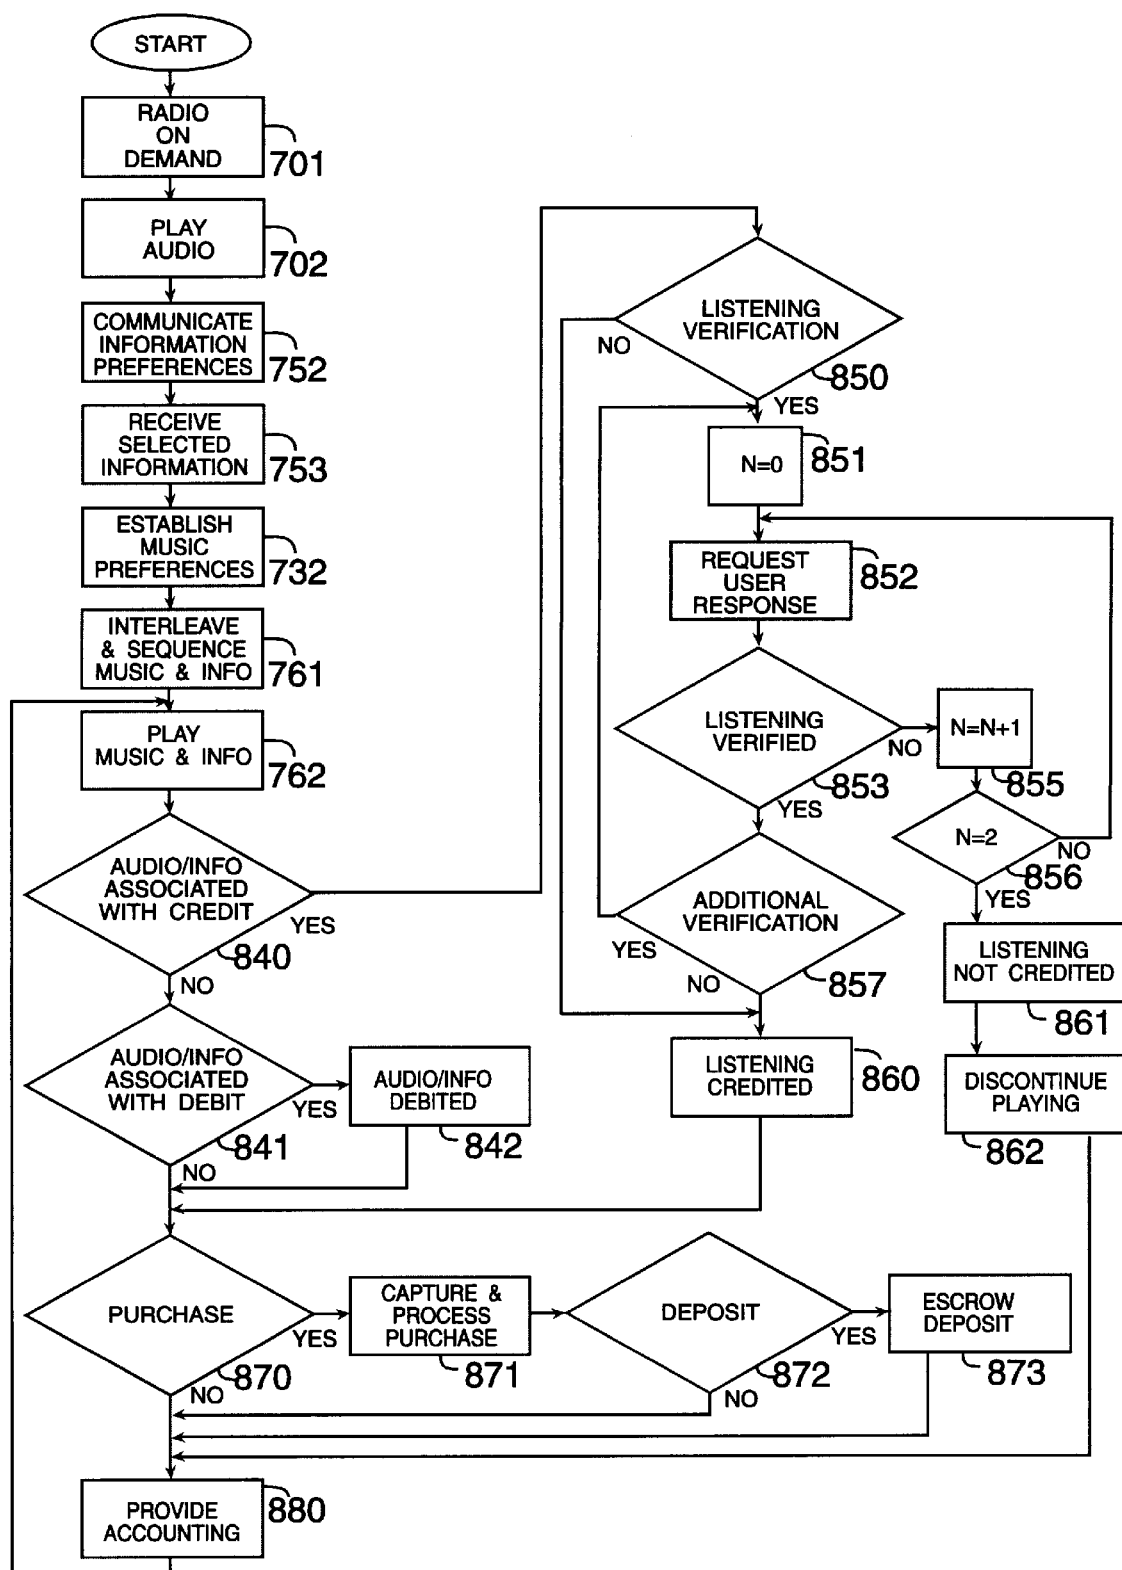 START
RADIO
ON
DEMAND
701
PLAY
AUDIO
702
COMMUNICATE
INFORMATION
PREFERENCES
752
RECEIVE
SELECTED
INFORMATION
753
ESTABLISH
MUSIC
PREFERENCES
732
INTERLEAVE
& SEQUENCE
MUSIC & INFO
761
PLAY
MUSIC & INFO
762
AUDIO/INFO
ASSOCIATED
WITH CREDIT
YES
840
NO
AUDIO/INFO
ASSOCIATED
WITH DEBIT
YES
841
NO
AUDIO/INFO
DEBITED
842
LISTENING
VERIFICATION
NO
850
YES
N=0
851
REQUEST
USER
RESPONSE
852
LISTENING
VERIFIED
NO
853
YES
N=N+1
855
N=2
NO
856
YES
ADDITIONAL
VERIFICATION
YES
857
NO
LISTENING
NOT CREDITED
861
LISTENING
CREDITED
860
DISCONTINUE
PLAYING
862
PURCHASE
YES
870
NO
CAPTURE &
PROCESS
PURCHASE
871
DEPOSIT
YES
872
NO
ESCROW
DEPOSIT
873
PROVIDE
ACCOUNTING
880